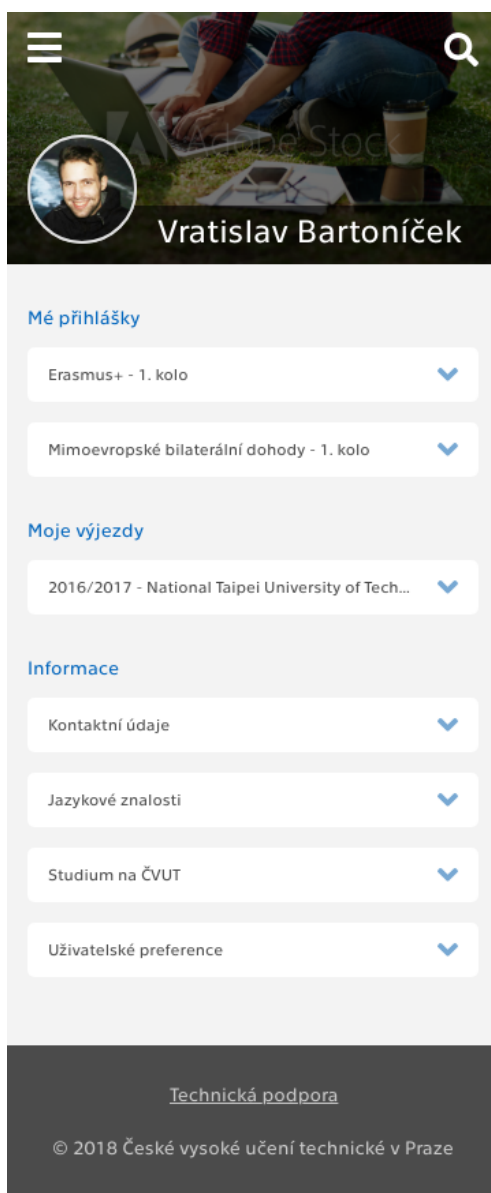 Adobe Stock
Vratislav Bartoníček
Mé přihlášky
Erasmus+ - 1. kolo
Mimoevropské bilaterální dohody - 1. kolo
Moje výjezdy
2016/2017 - National Taipei University of Tech...
Informace
Kontaktní údaje
Jazykové znalosti
Studium na ČVUT
Uživatelské preference
Technická podpora
© 2018 České vysoké učení technické v Praze